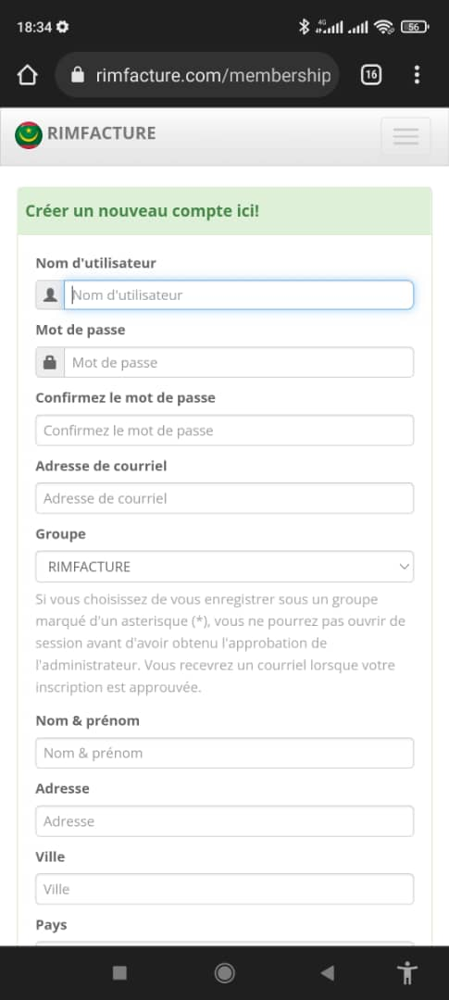 18:34
4G
56
rimfacture.com/membership
16
RIMFACTURE
Créer un nouveau compte ici!
Nom d'utilisateur
Nom d'utilisateur
Mot de passe
Mot de passe
Confirmez le mot de passe
Confirmez le mot de passe
Adresse de courriel
Adresse de courriel
Groupe
RIMFACTURE
Si vous choisissez de vous enregistrer sous un groupe
marqué d'un asterisque (*), vous ne pourrez pas ouvrir de
session avant d'avoir obtenu l'approbation de
l'administrateur. Vous recevrez un courriel lorsque votre
inscription est approuvée.
Nom & prénom
Nom & prénom
Adresse
Adresse
Ville
Ville
Pays